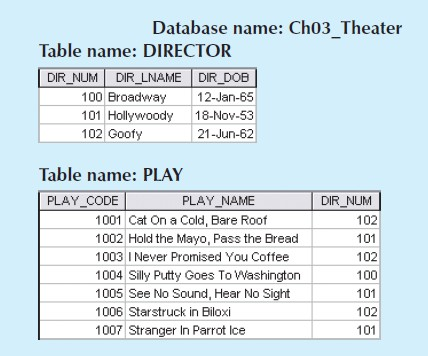 Database name: Ch03_Theater
Table name: DIRECTOR
DIR_NUM DIR_LNAME DIR_DOB
100 Broadway 12-Jan-65
101 Hollywoody 18-Nov-53
102 Goofy 21-Jun-62
Table name: PLAY
PLAY_CODE PLAY_NAME DIR_NUM
1001 Cat On a Cold, Bare Roof 102
1002 Hold the Mayo, Pass the Bread 101
1003 I Never Promised You Coffee 102
1004 Silly Putty Goes To Washington 100
1005 See No Sound, Hear No Sight 101
1006 Starstruck in Biloxi 102
1007 Stranger In Parrot Ice 101